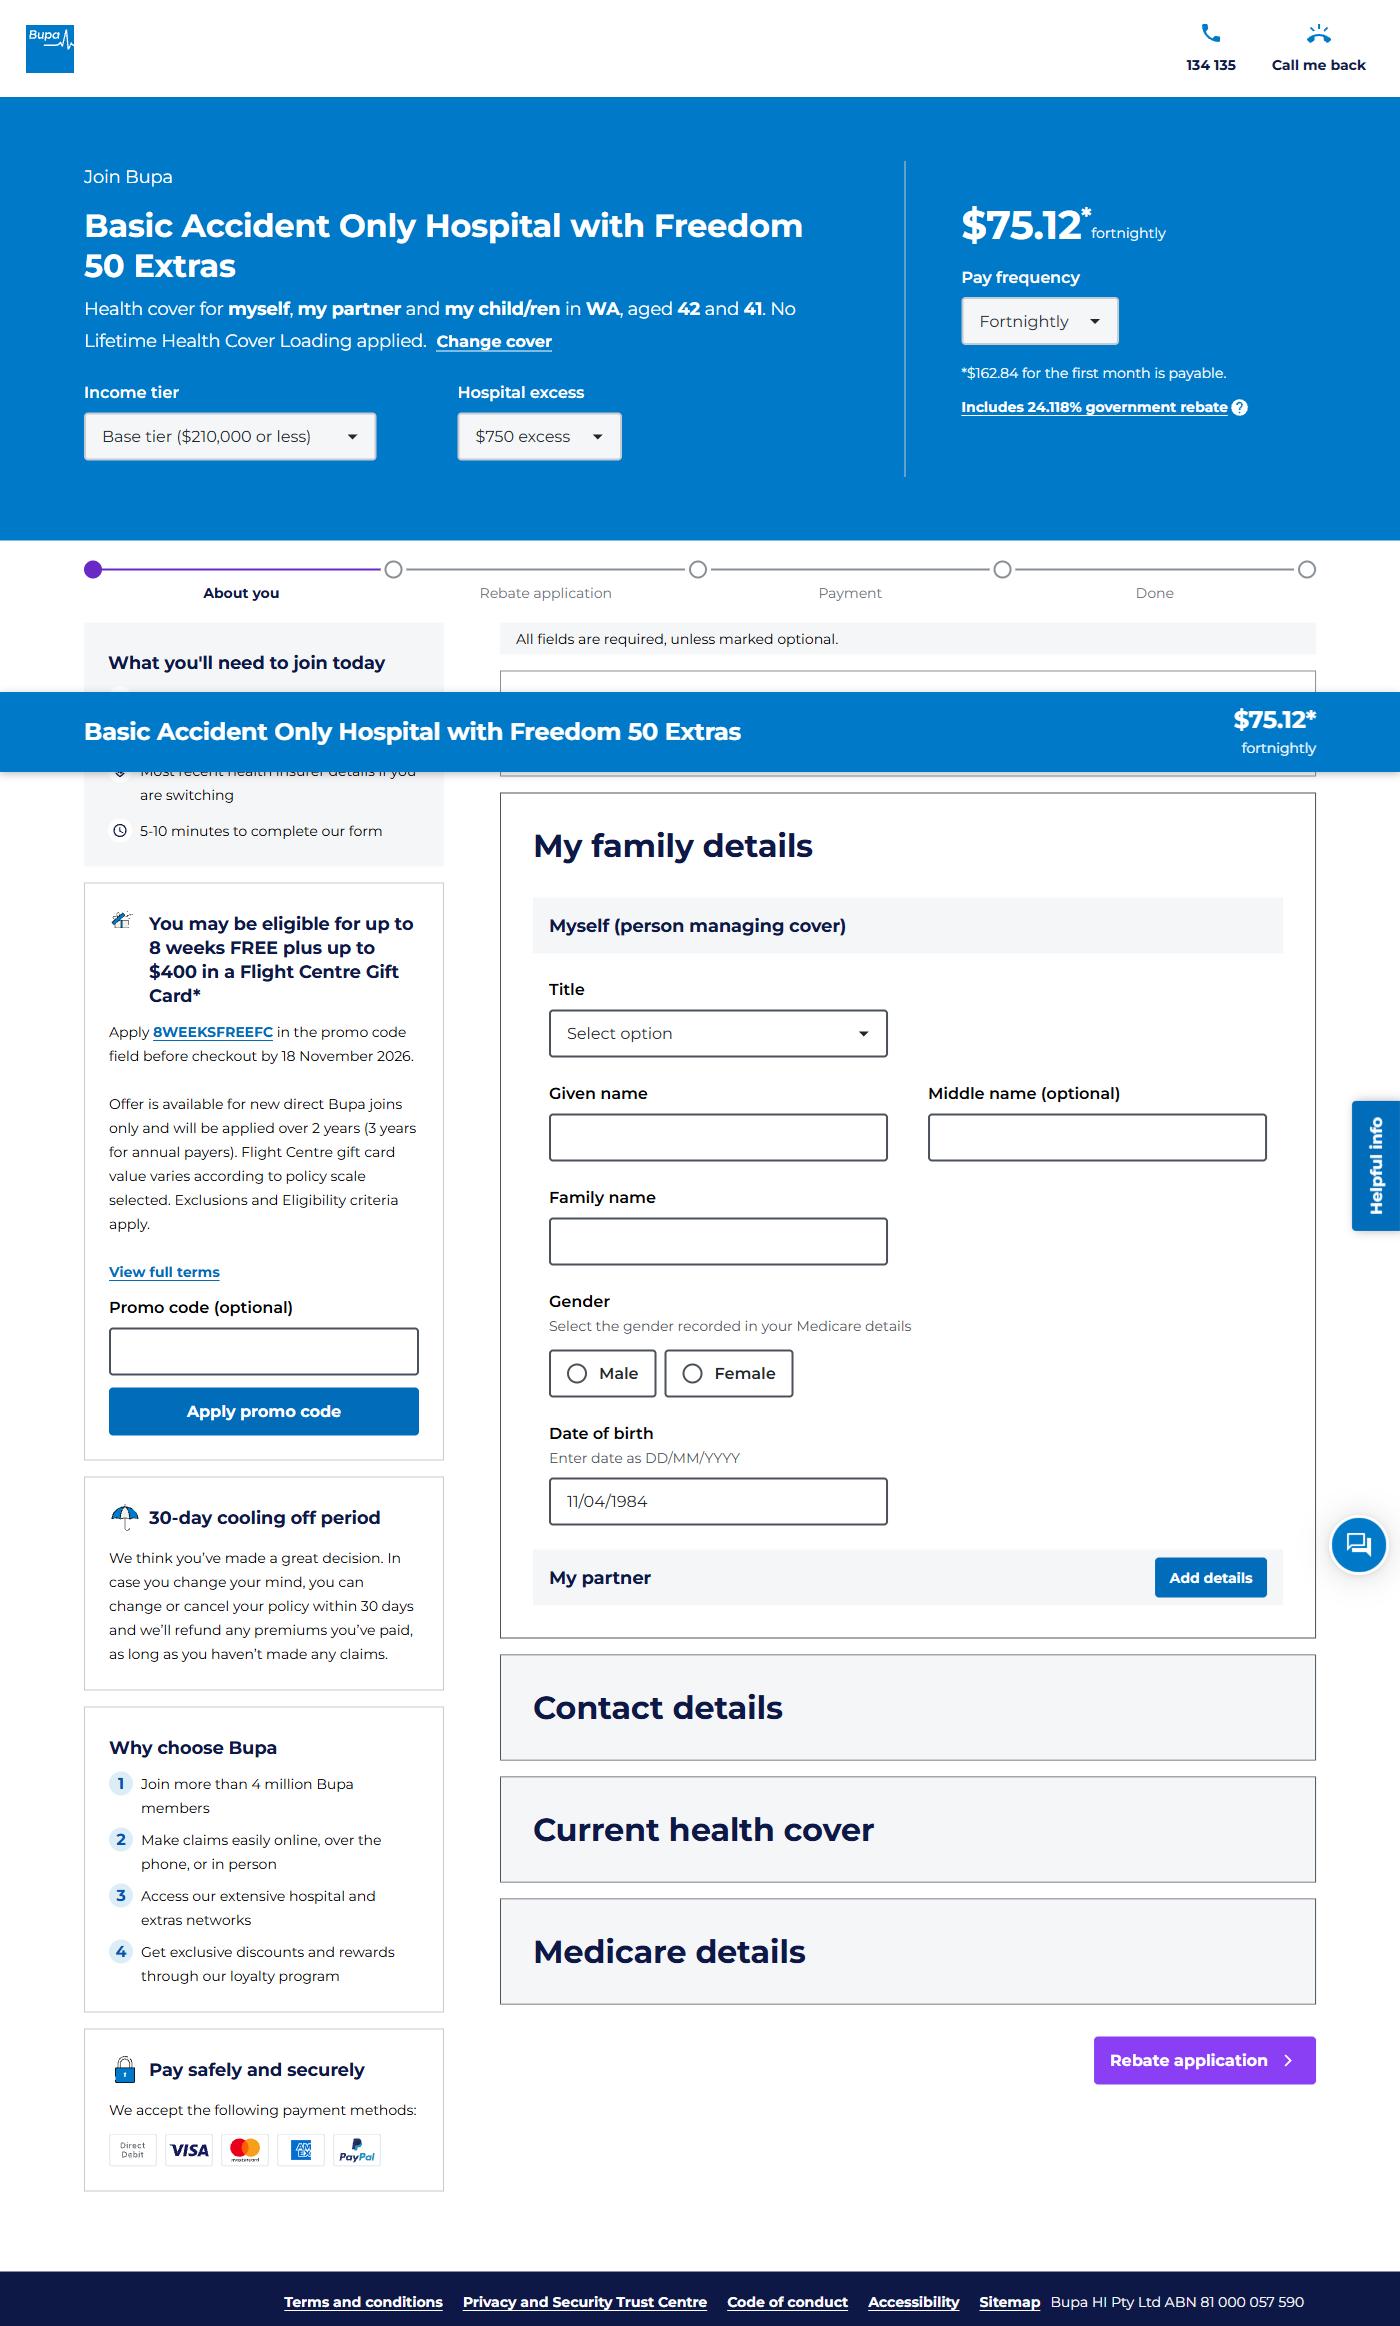 Bupa
134 135
Call me back
Join Bupa
Basic Accident Only Hospital with Freedom
50 Extras
Health cover for myself, my partner and my child/ren in WA, aged 42 and 41. No
Lifetime Health Cover Loading applied. Change cover
Income tier
Base tier ($210,000 or less)
Hospital excess
$750 excess
$75.12* fortnightly
Pay frequency
Fortnightly
*$162.84 for the first month is payable.
Includes 24.118% government rebate ?
About you
Rebate application
Payment
Done
What you'll need to join today
All fields are required, unless marked optional.
Basic Accident Only Hospital with Freedom 50 Extras
$75.12*
fortnightly
Most recent health insurer details if you
are switching
5-10 minutes to complete our form
You may be eligible for up to
8 weeks FREE plus up to
$400 in a Flight Centre Gift
Card*
Apply 8WEEKSFREEFC in the promo code
field before checkout by 18 November 2026.
Offer is available for new direct Bupa joins
only and will be applied over 2 years (3 years
for annual payers). Flight Centre gift card
value varies according to policy scale
selected. Exclusions and Eligibility criteria
apply.
View full terms
Promo code (optional)
Apply promo code
30-day cooling off period
We think you've made a great decision. In
case you change your mind, you can
change or cancel your policy within 30 days
and we'll refund any premiums you've paid,
as long as you haven't made any claims.
Why choose Bupa
1 Join more than 4 million Bupa
members
2 Make claims easily online, over the
phone, or in person
3 Access our extensive hospital and
extras networks
4 Get exclusive discounts and rewards
through our loyalty program
Pay safely and securely
We accept the following payment methods:
Direct
Debit
VISA
mastercard
AM
EX
PayPal
My family details
Myself (person managing cover)
Title
Select option
Given name
Middle name (optional)
Family name
Gender
Select the gender recorded in your Medicare details
Male
Female
Date of birth
Enter date as DD/MM/YYYY
11/04/1984
My partner
Add details
Contact details
Current health cover
Medicare details
Rebate application
Helpful info
Terms and conditions
Privacy and Security Trust Centre
Code of conduct
Accessibility
Sitemap
Bupa HI Pty Ltd ABN 81 000 057 590